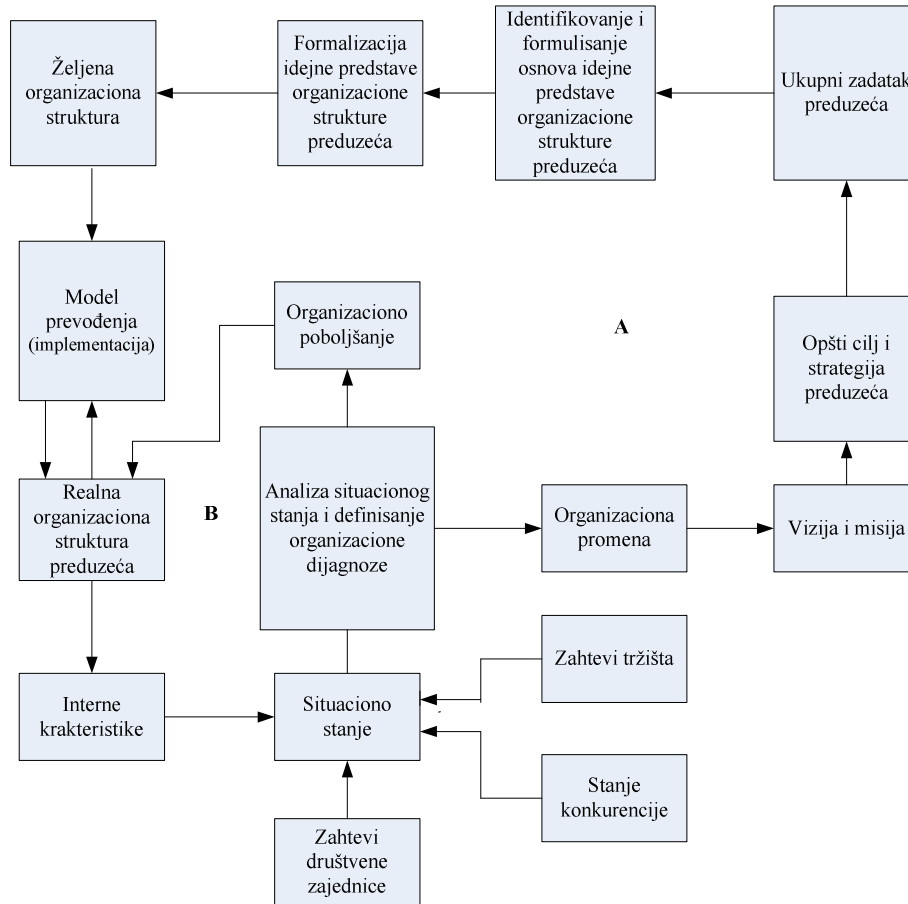 Željena
organizaciona
struktura
Formalizacija
idejne predstave
organizacione
strukture
preduzeća
Identifikovanje i
formulisanje
osnova idejne
predstave
organizacione
strukture
preduzeća
Ukupni zadatak
preduzeća
Model
prevođenja
(implementacija)
Organizaciono
poboljšanje
A
Opšti cilj i
strategija
preduzeća
Realna
organizaciona
struktura
preduzeća
B
Analiza situacionog
stanja i definisanje
organizacione
dijagnoze
Organizaciona
promena
Vizija i misija
Interne
krakteristike
Situaciono
stanje
Zahtevi tržišta
Stanje
konkurencije
Zahtevi
društvene
zajednice